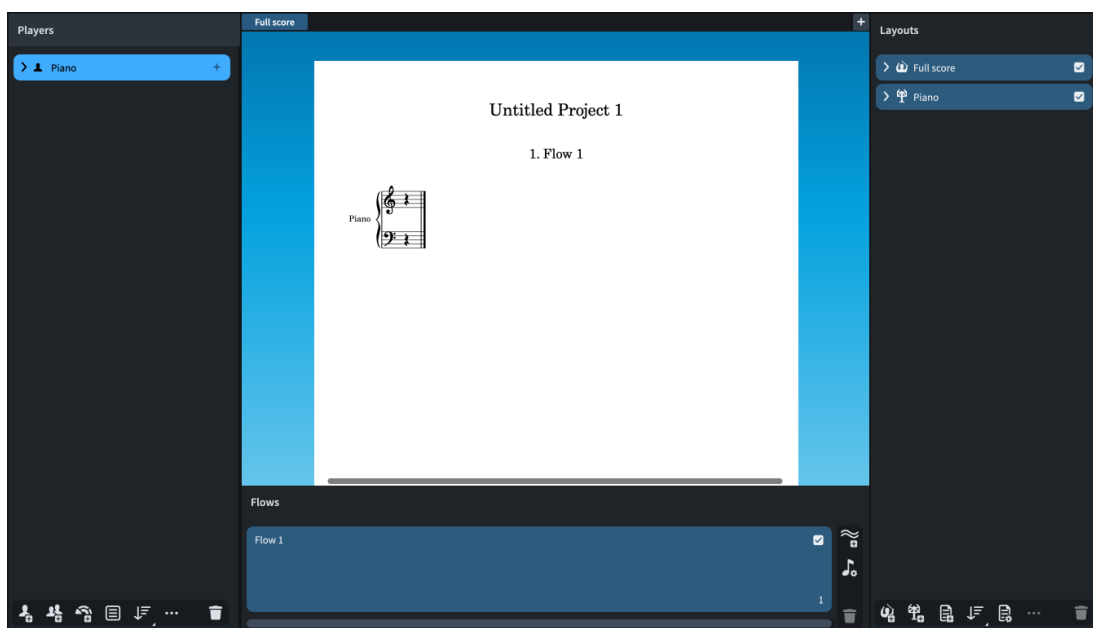 Players
Piano
Full score
Untitled Project 1
1. Flow 1
Piano
Flows
Flow 1
1
Layouts
Full score
Piano